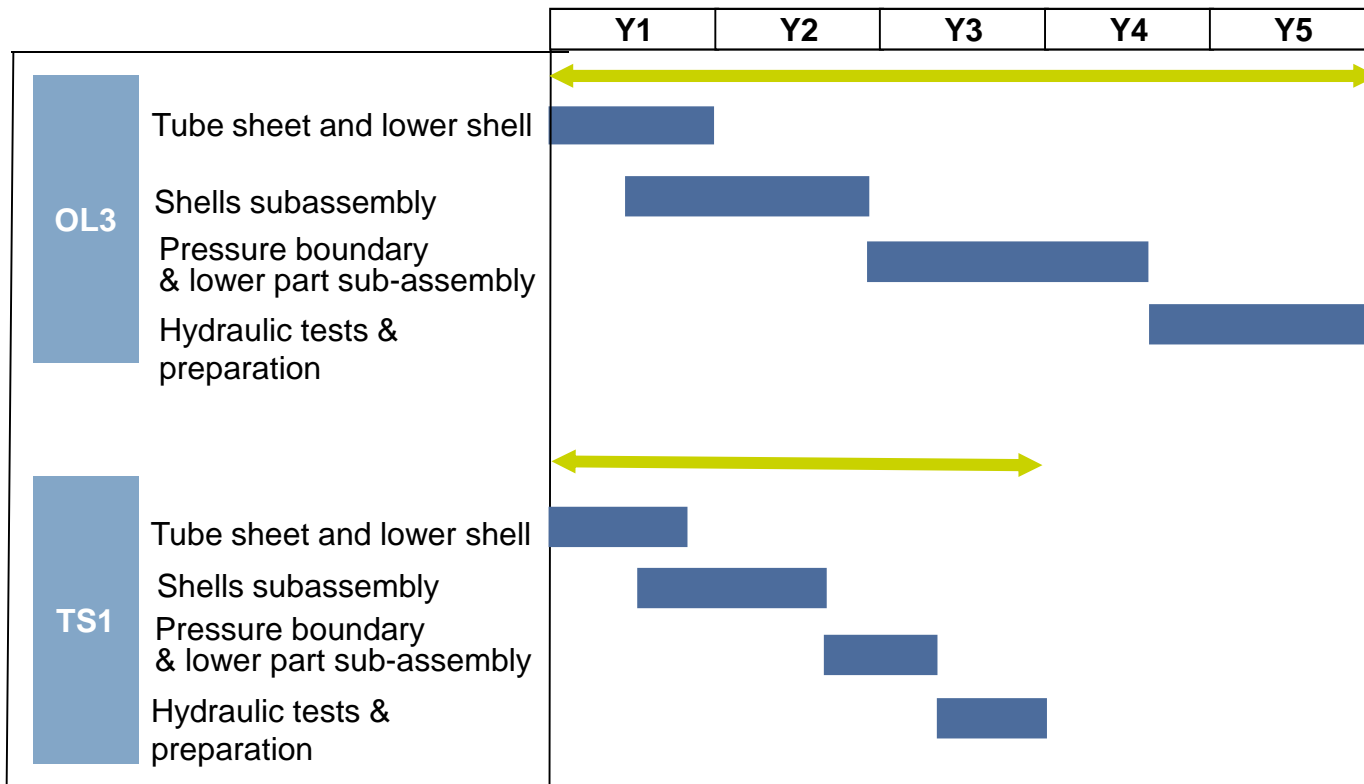 Y1 Y2 Y3 Y4 Y5
OL3
Tube sheet and lower shell
Shells subassembly
Pressure boundary
& lower part sub-assembly
Hydraulic tests &
preparation
TS1
Tube sheet and lower shell
Shells subassembly
Pressure boundary
& lower part sub-assembly
Hydraulic tests &
preparation